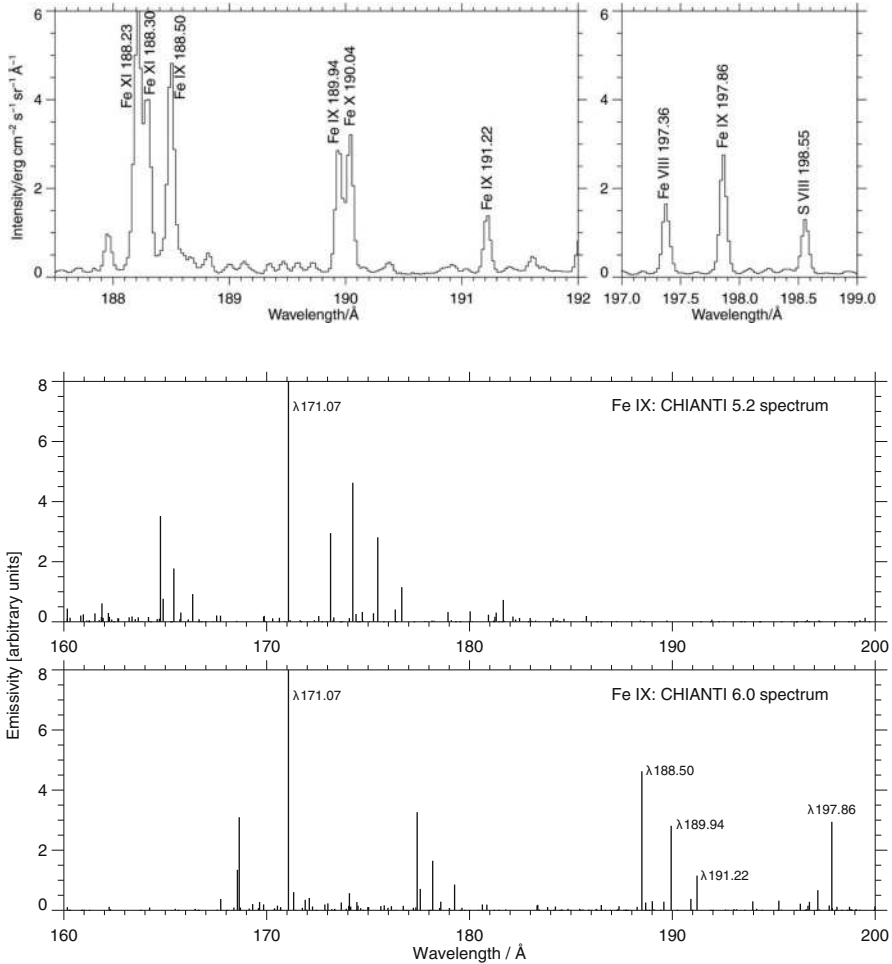 6
4
2
0
Intensity/erg cm⁻² s⁻¹ sr⁻¹ Å⁻¹
Fe XI 188.23
Fe XI 188.30
Fe IX 188.50
Fe IX 189.94
Fe X 190.04
Fe IX 191.22
188
189
190
191
192
Wavelength/Å
6
4
2
0
Fe VIII 197.36
Fe IX 197.86
S VIII 198.55
197.0
197.5
198.0
198.5
199.0
Wavelength/Å
Emissivity [arbitrary units]
8
6
4
2
0
λ171.07
Fe IX: CHIANTI 5.2 spectrum
160
170
180
190
200
8
6
4
2
0
λ171.07
Fe IX: CHIANTI 6.0 spectrum
λ188.50
λ189.94
λ191.22
λ197.86
160
170
180
190
200
Wavelength / Å